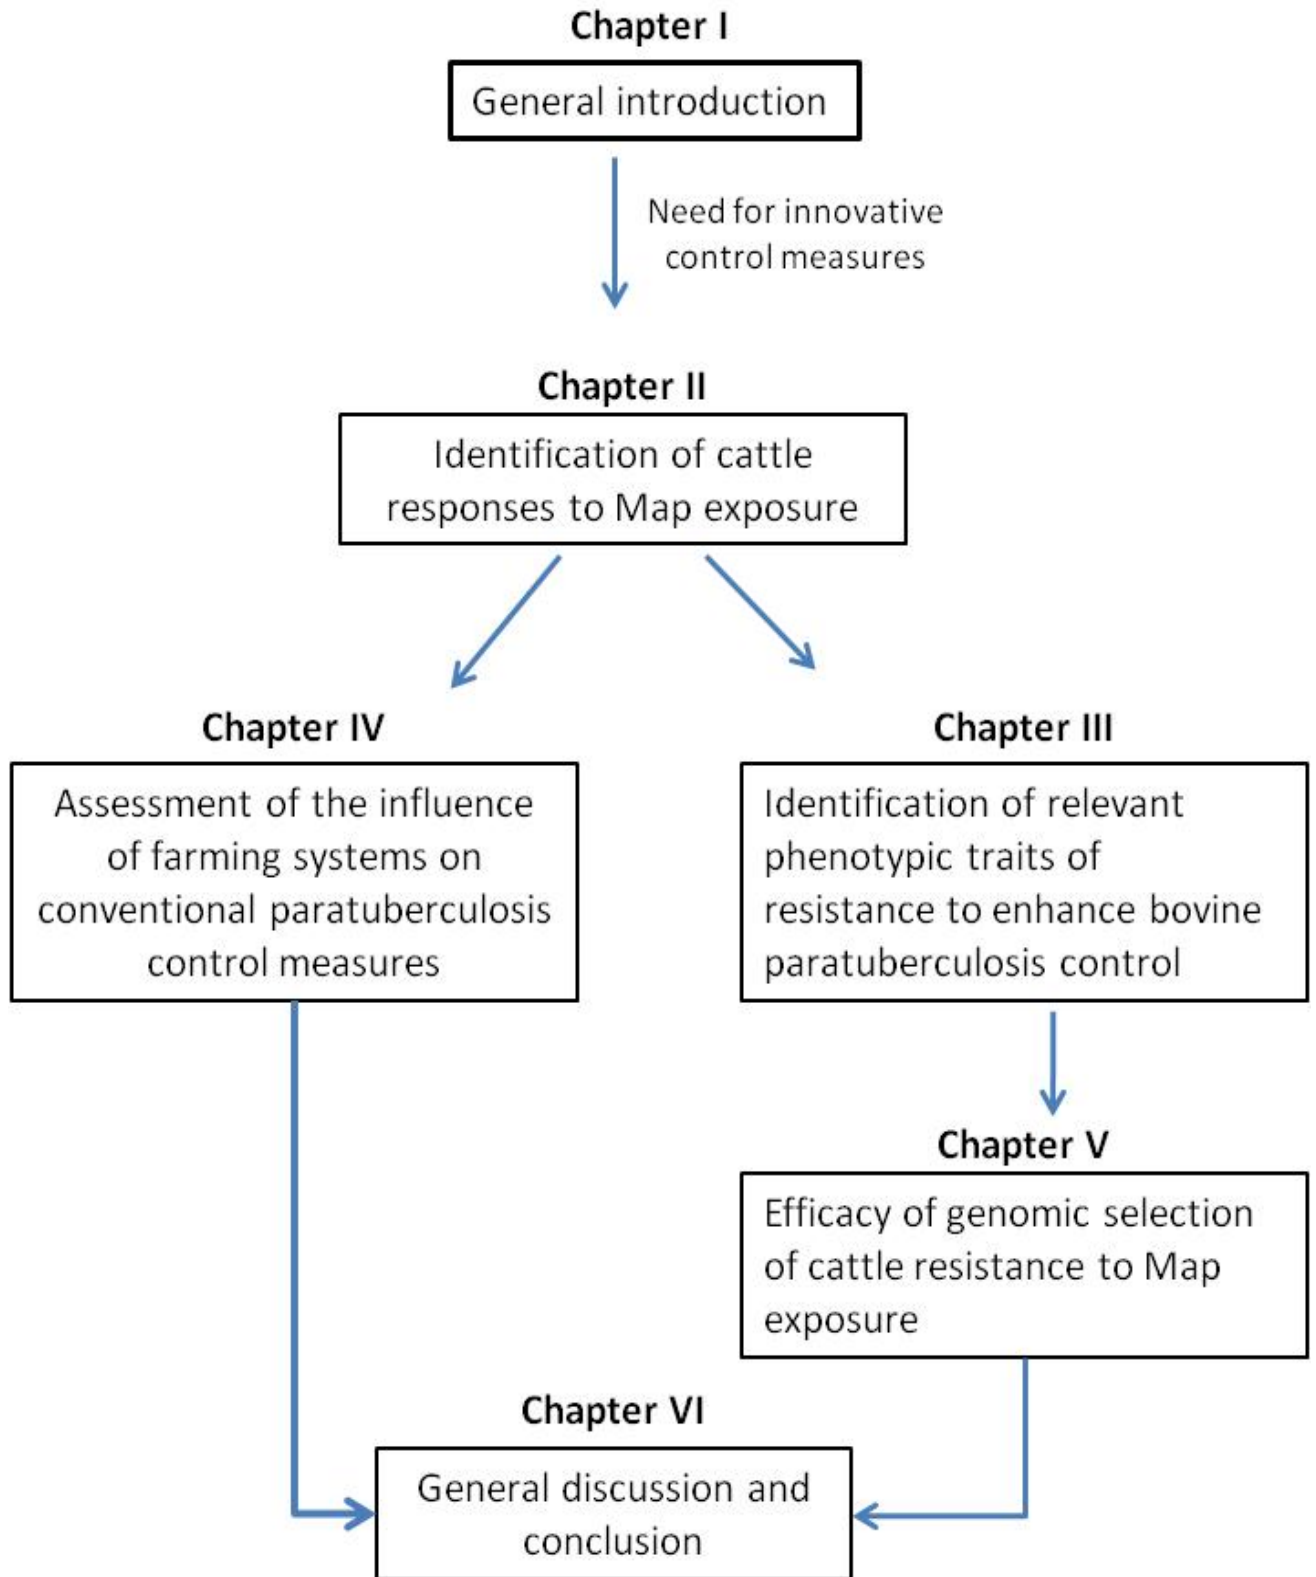 Chapter I
General introduction
Need for innovative
control measures
Chapter II
Identification of cattle
responses to Map exposure
Chapter IV
Assessment of the influence
of farming systems on
conventional paratuberculosis
control measures
Chapter III
Identification of relevant
phenotypic traits of
resistance to enhance bovine
paratuberculosis control
Chapter V
Efficacy of genomic selection
of cattle resistance to Map
exposure
Chapter VI
General discussion and
conclusion